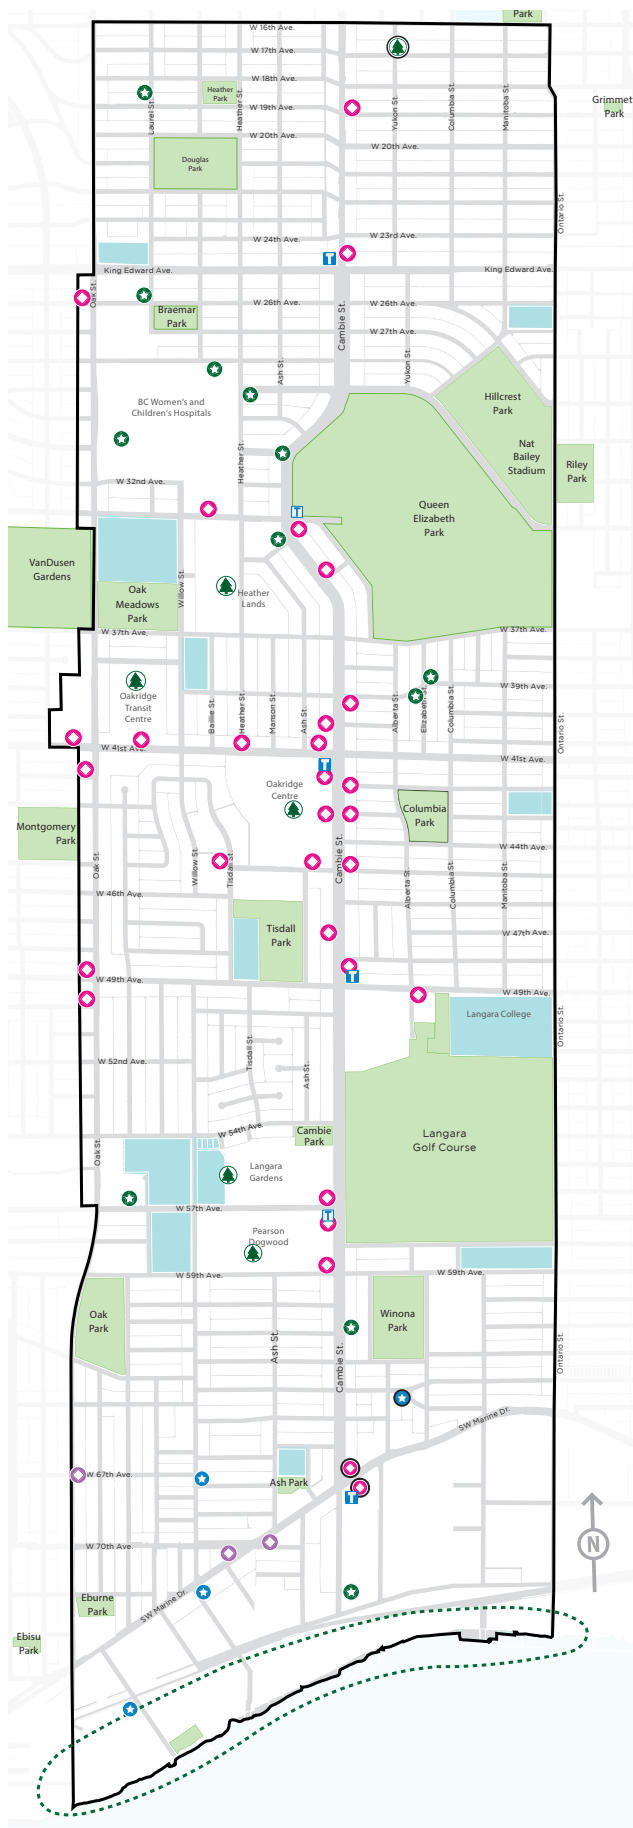 Park
W 16th Ave.
W 17th Ave.
W 18th Ave.
Heather
Park
Laurel St.
Heather St.
Yukon St.
Columbia St.
Manitoba St.
Grimmet
Park
W 19th Ave.
W 20th Ave.
W 20th Ave.
Douglas
Park
Ontario St.
W 24th Ave.
W 23rd Ave.
T
King Edward Ave.
King Edward Ave.
Oak St.
W 26th Ave.
W 26th Ave.
Braemar
Park
Cambie St.
W 27th Ave.
Ash St.
Yukon St.
BC Women's and
Children's Hospitals
Hillcrest
Park
Nat
Bailey
Stadium
Heather St.
Riley
Park
W 32nd Ave.
T
Queen
Elizabeth
Park
VanDusen
Gardens
Willow St.
Oak
Meadows
Park
Heather
Lands
W 37th Ave.
W 37th Ave.
W 39th Ave.
Oakridge
Transit
Centre
Baillie St.
Heather St.
Manson St.
Ash St.
Alberta St.
Elizabeth St.
Columbia St.
Ontario St.
W 41st Ave.
W 41st Ave.
T
Oakridge
Centre
Columbia
Park
Montgomery
Park
W 44th Ave.
Oak St.
Willow St.
Tisdall St.
Cambie St.
Alberta St.
Columbia St.
Manitoba St.
W 46th Ave.
Tisdall
Park
W 47th Ave.
T
W 49th Ave.
W 49th Ave.
Langara College
Ontario St.
Tisdall St.
W 52nd Ave.
Ash St.
W 54th Ave.
Cambie
Park
Langara
Golf Course
Oak St.
Langara
Gardens
W 57th Ave.
T
Pearson
Dogwood
W 59th Ave.
W 59th Ave.
Oak
Park
Winona
Park
Ash St.
Cambie St.
Ontario St.
SW Marine Dr.
W 67th Ave.
Ash Park
T
N
W 70th Ave.
Eburne
Park
SW Marine Dr.
Ebisu
Park